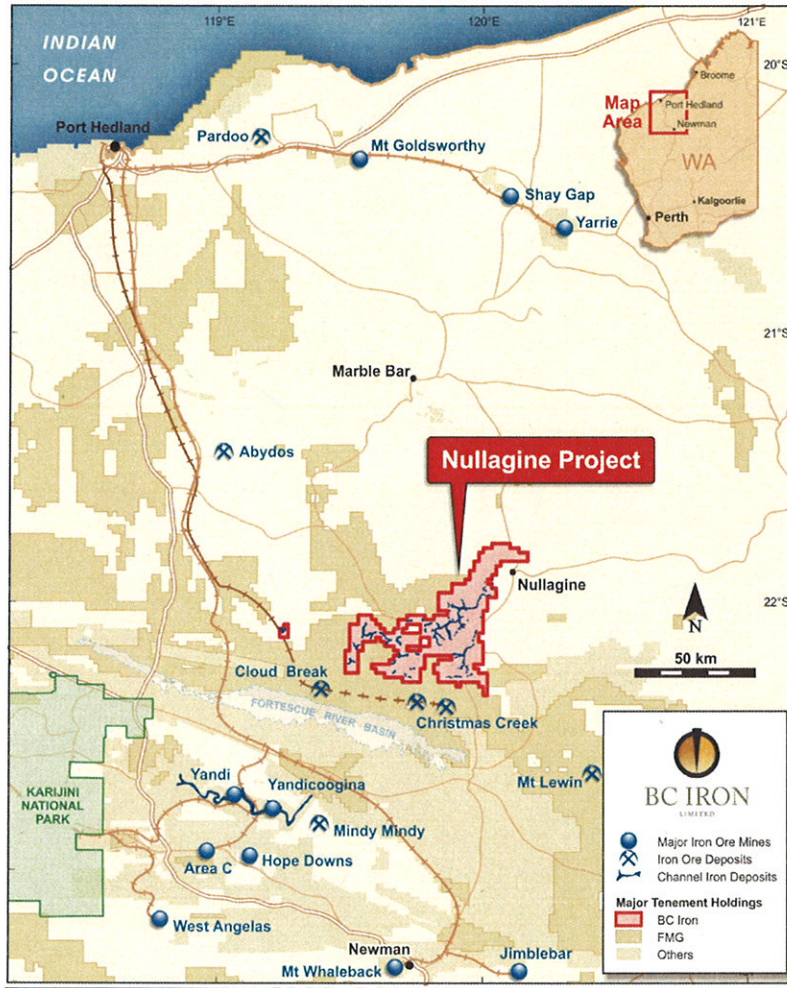 119°E
120°E
121°E
INDIAN
OCEAN
20°S
Broome
Port Hedland
Newman
Map
Area
WA
Kalgoorlie
Perth
Port Hedland
Pardoo
Mt Goldsworthy
Shay Gap
Yarrie
21°S
Marble Bar
Abydos
Nullagine Project
Nullagine
22°S
N
50 km
Cloud Break
FORTESCUE RIVER BASIN
Christmas Creek
KARIJINI
NATIONAL
PARK
Yandi
Yandicoogina
Mt Lewin
Mindy Mindy
Area C
Hope Downs
West Angelas
Newman
Mt Whaleback
Jimblebar
BC IRON
LIMITED
Major Iron Ore Mines
Iron Ore Deposits
Channel Iron Deposits
Major Tenement Holdings
BC Iron
FMG
Others